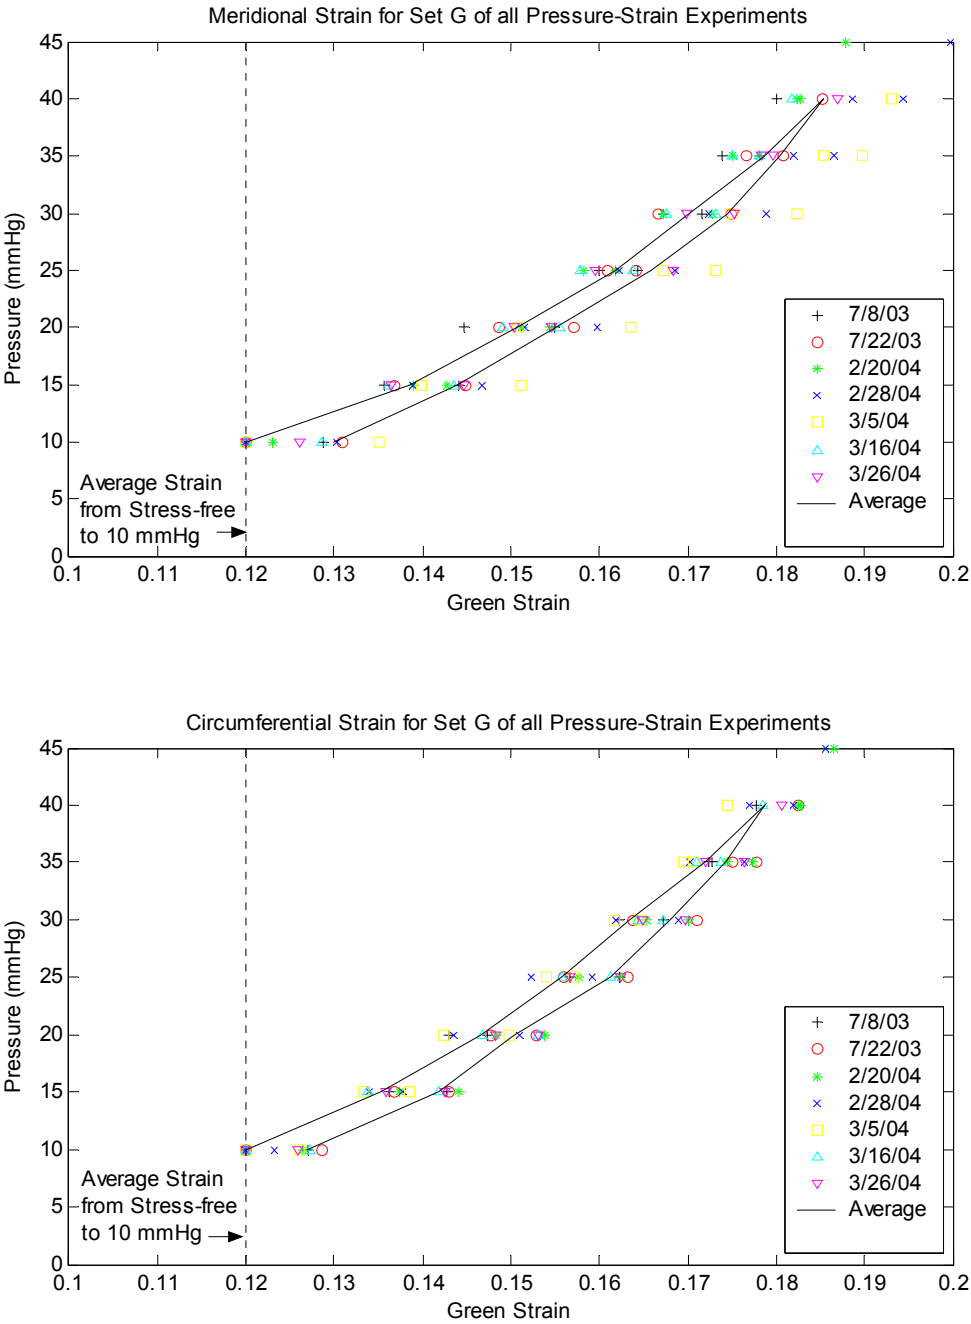 Meridional Strain for Set G of all Pressure-Strain Experiments
45
40
35
30
25
20
15
10
5
0
Pressure (mmHg)
7/8/03
7/22/03
2/20/04
2/28/04
3/5/04
3/16/04
3/26/04
Average
Average Strain
from Stress-free
to 10 mmHg
0.1 0.11 0.12 0.13 0.14 0.15 0.16 0.17 0.18 0.19 0.2
Green Strain
Circumferential Strain for Set G of all Pressure-Strain Experiments
45
40
35
30
25
20
15
10
5
0
Pressure (mmHg)
7/8/03
7/22/03
2/20/04
2/28/04
3/5/04
3/16/04
3/26/04
Average
Average Strain
from Stress-free
to 10 mmHg
0.1 0.11 0.12 0.13 0.14 0.15 0.16 0.17 0.18 0.19 0.2
Green Strain